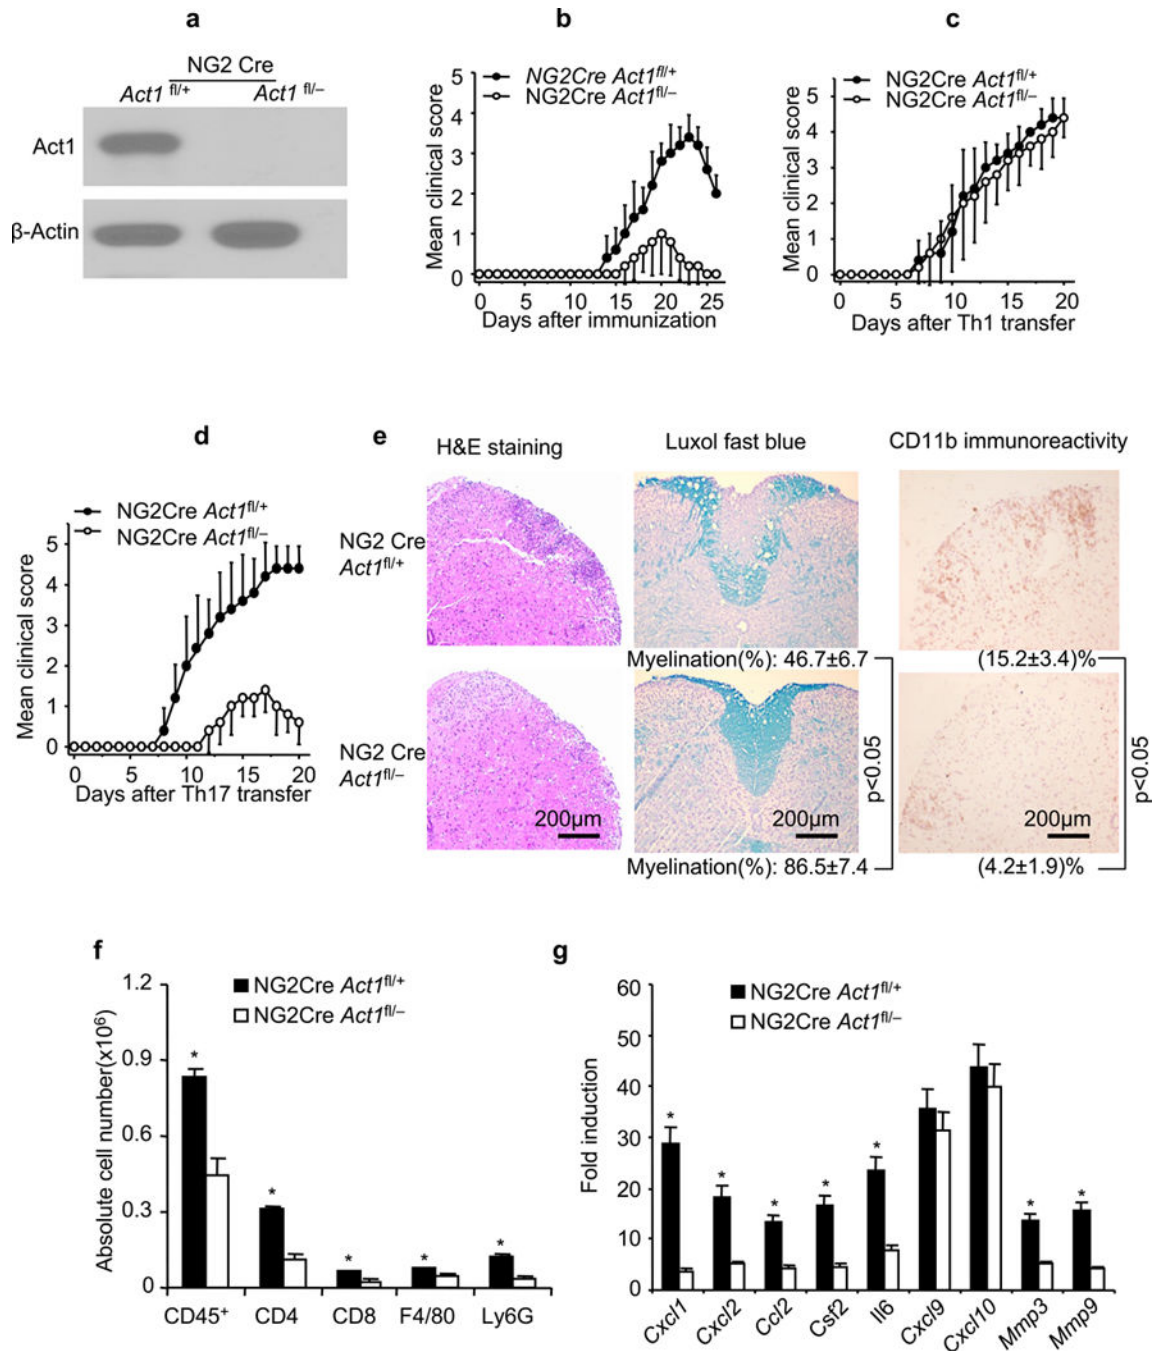 a
NG2 Cre
Act1 fl/+
Act1 fl/–
Act1
β-Actin
b
NG2Cre Act1fl/+
NG2Cre Act1fl/–
Mean clinical score
5
4
3
2
1
0
0 5 10 15 20 25
Days after immunization
c
NG2Cre Act1fl/+
NG2Cre Act1fl/–
Mean clinical score
5
4
3
2
1
0
0 5 10 15 20
Days after Th1 transfer
d
NG2Cre Act1fl/+
NG2Cre Act1fl/–
Mean clinical score
5
4
3
2
1
0
0 5 10 15 20
Days after Th17 transfer
e
H&E staining
Luxol fast blue
CD11b immunoreactivity
NG2 Cre
Act1fl/+
Myelination(%): 46.7±6.7
(15.2±3.4)%
NG2 Cre
Act1fl/–
200μm
200μm
200μm
Myelination(%): 86.5±7.4
(4.2±1.9)%
p<0.05
p<0.05
f
NG2Cre Act1fl/+
NG2Cre Act1fl/–
Absolute cell number(x10⁶)
1.2
0.9
0.6
0.3
0
* * * * *
CD45⁺ CD4 CD8 F4/80 Ly6G
g
NG2Cre Act1fl/+
NG2Cre Act1fl/–
Fold induction
60
50
40
30
20
10
0
* * * * * * *
Cxcl1 Cxcl2 Ccl2 Csf2 Il6 Cxcl9 Cxcl10 Mmp3 Mmp9